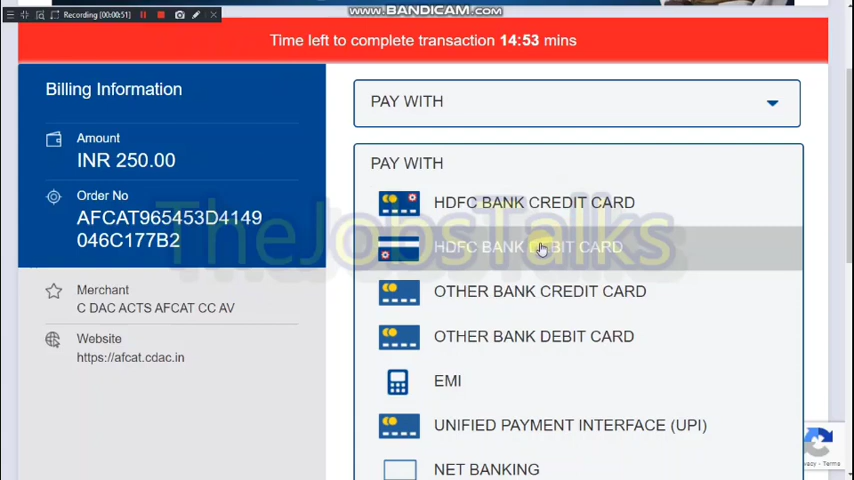 www.BANDICAM.com
Recording [00:00:51]
Time left to complete transaction 14:53 mins
Billing Information
Amount
INR 250.00
Order No
AFCAT965453D4149
046C177B2
Merchant
C DAC ACTS AFCAT CC AV
Website
https://afcat.cdac.in
PAY WITH
PAY WITH
HDFC BANK CREDIT CARD
HDFC BANK DEBIT CARD
OTHER BANK CREDIT CARD
OTHER BANK DEBIT CARD
EMI
UNIFIED PAYMENT INTERFACE (UPI)
NET BANKING
TheJobsTalks
- Terms